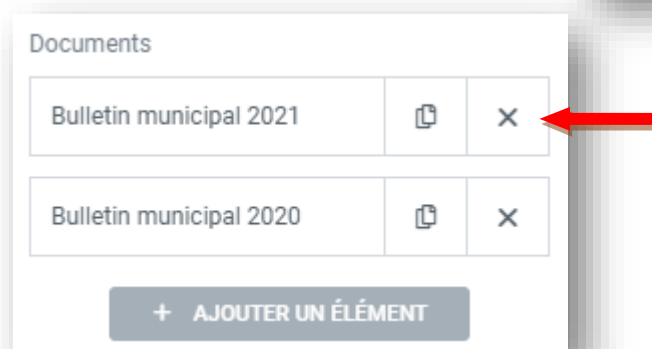 Documents
Bulletin municipal 2021
Bulletin municipal 2020
+ AJOUTER UN ÉLÉMENT